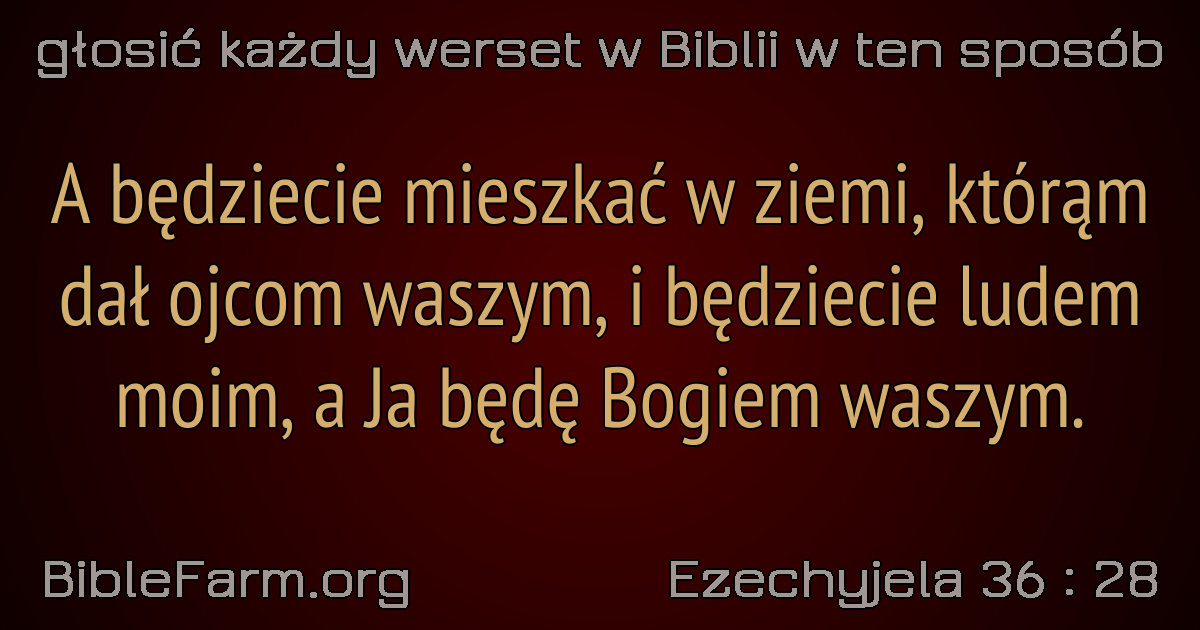 głosić każdy werset w Biblii w ten sposób
A będziecie mieszkać w ziemi, którąm
dał ojcom waszym, i będziecie ludem
moim, a Ja będę Bogiem waszym.
BibleFarm.org
Ezechyjela 36 : 28